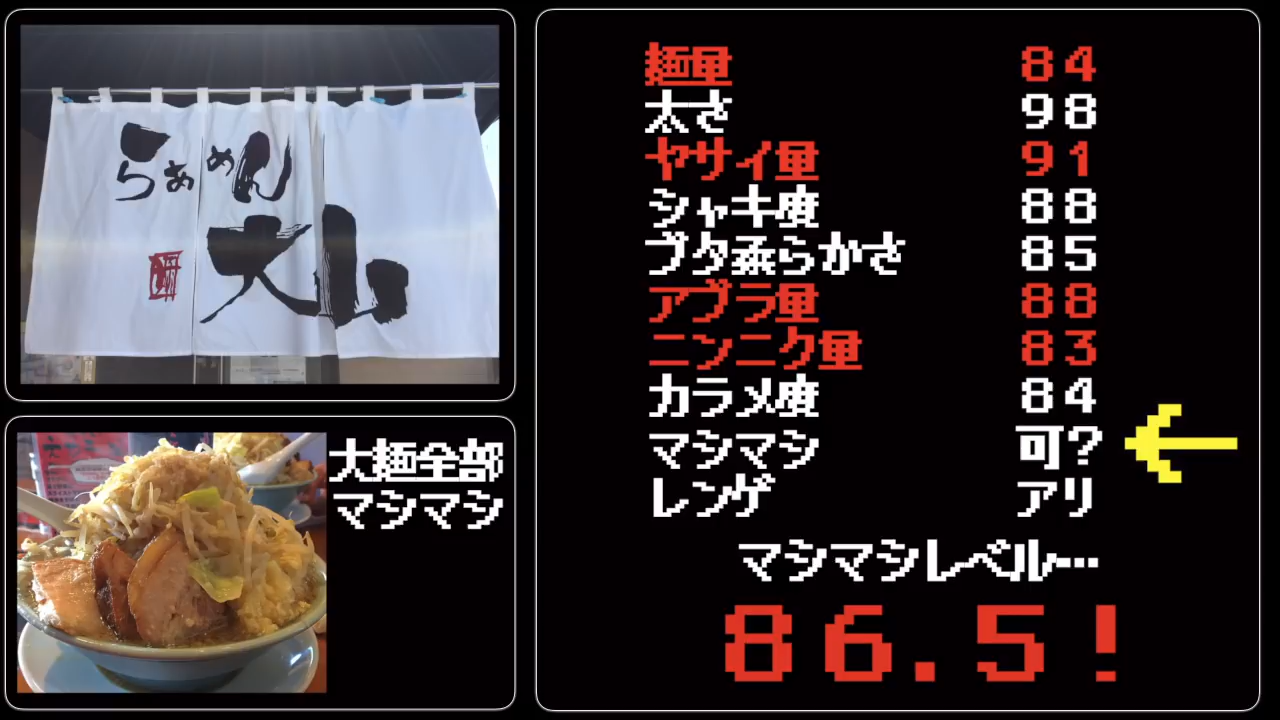 らあめん
大山
大麺全部
マシマシ
麺量 84
太さ 98
ヤサイ量 91
シャキ度 88
ブタ柔らかさ 85
アブラ量 88
ニンニク量 83
カラメ度 84
マシマシ 可?
レンゲ アリ
マシマシレベル…
86.5!